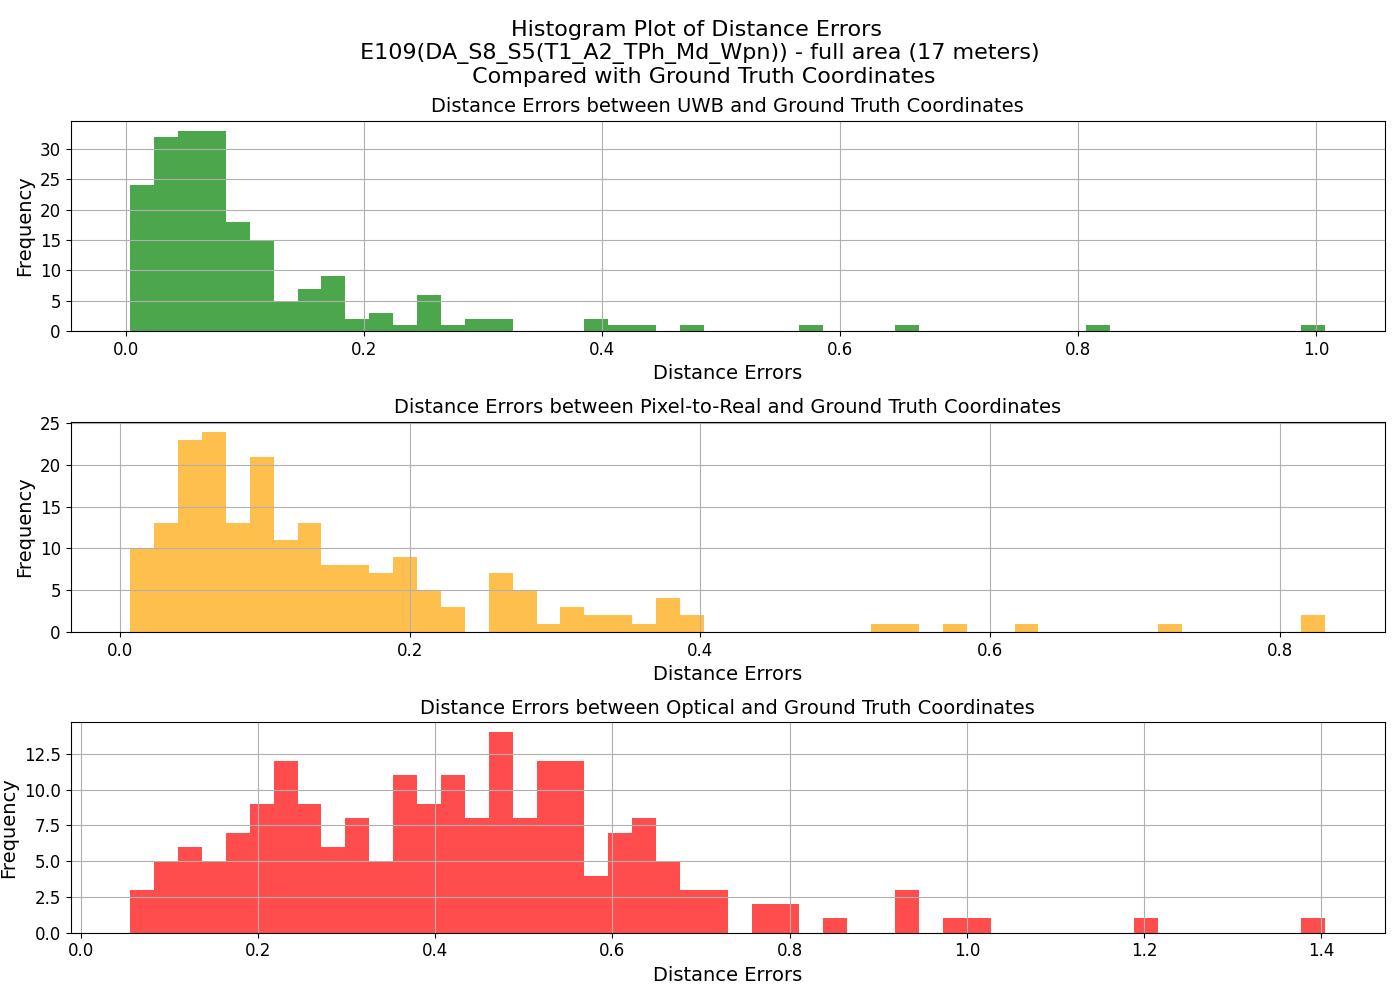 Histogram Plot of Distance Errors
E109(DA_S8_S5(T1_A2_TPh_Md_Wpn)) - full area (17 meters)
Compared with Ground Truth Coordinates
Distance Errors between UWB and Ground Truth Coordinates
Frequency
30
25
20
15
10
5
0
0.0 0.2 0.4 0.6 0.8 1.0
Distance Errors
Distance Errors between Pixel-to-Real and Ground Truth Coordinates
Frequency
25
20
15
10
5
0
0.0 0.2 0.4 0.6 0.8
Distance Errors
Distance Errors between Optical and Ground Truth Coordinates
Frequency
12.5
10.0
7.5
5.0
2.5
0.0
0.0 0.2 0.4 0.6 0.8 1.0 1.2 1.4
Distance Errors